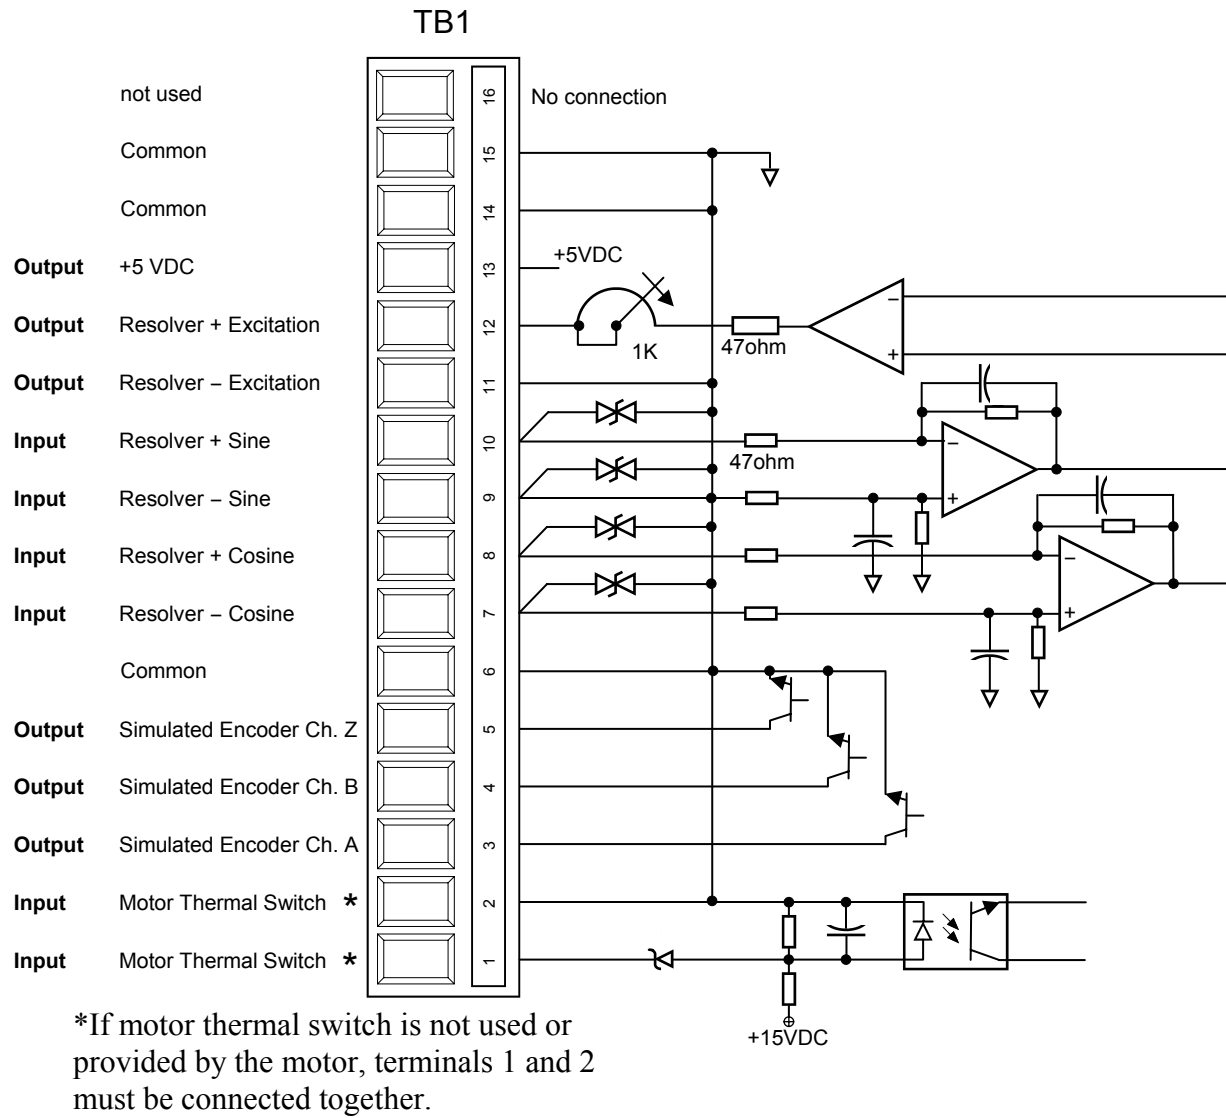 TB1
not used 16 No connection
Common 15
Common 14
Output +5 VDC 13 +5VDC
Output Resolver + Excitation 12 1K 47ohm − +
Output Resolver − Excitation 11
Input Resolver + Sine 10 47ohm −
Input Resolver − Sine 9 +
Input Resolver + Cosine 8 −
Input Resolver − Cosine 7 +
Common 6
Output Simulated Encoder Ch. Z 5
Output Simulated Encoder Ch. B 4
Output Simulated Encoder Ch. A 3
Input Motor Thermal Switch * 2
Input Motor Thermal Switch * 1
+15VDC
*If motor thermal switch is not used or
provided by the motor, terminals 1 and 2
must be connected together.